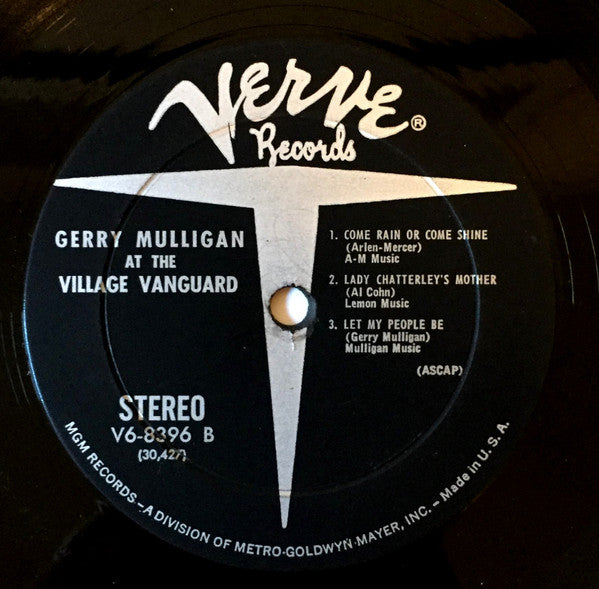 VERVE®
Records
GERRY MULLIGAN
AT THE
VILLAGE VANGUARD
1. COME RAIN OR COME SHINE
(Arlen-Mercer)
A-M Music
2. LADY CHATTERLEY'S MOTHER
(Al Cohn)
Lemon Music
3. LET MY PEOPLE BE
(Gerry Mulligan)
Mulligan Music
(ASCAP)
STEREO
V6-8396 B
(30,427)
MGM RECORDS—A DIVISION OF METRO-GOLDWYN-MAYER, INC. – Made in U. S. A.